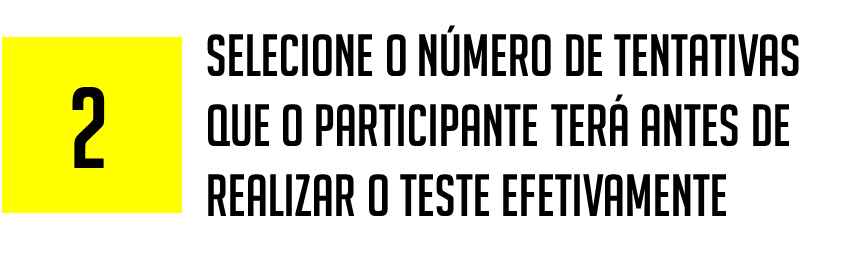 2
SELECIONE O NÚMERO DE TENTATIVAS
QUE O PARTICIPANTE TERÁ ANTES DE
REALIZAR O TESTE EFETIVAMENTE